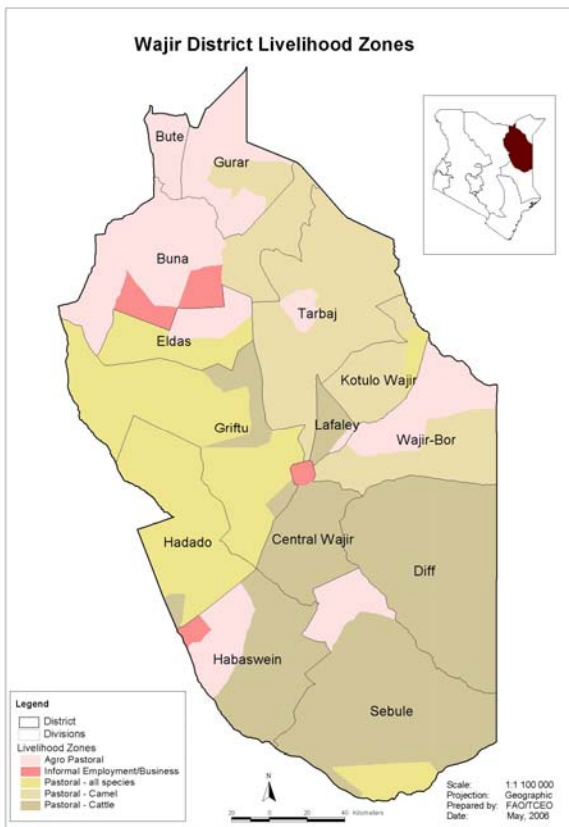 Wajir District Livelihood Zones
Bute
Gurar
Buna
Tarbaj
Eldas
Kotulo Wajir
Griftu
Lafaley
Wajir-Bor
Central Wajir
Hadado
Diff
Habaswein
Sebule
Legend
District
Divisions
Livelihood Zones
Agro Pastoral
Informal Employment/Business
Pastoral - all species
Pastoral - Camel
Pastoral - Cattle
N
20 0 20 40 Kilometers
Scale: 1:1 100 000
Projection: Geographic
Prepared by: FAO/TCEO
Date: May, 2006